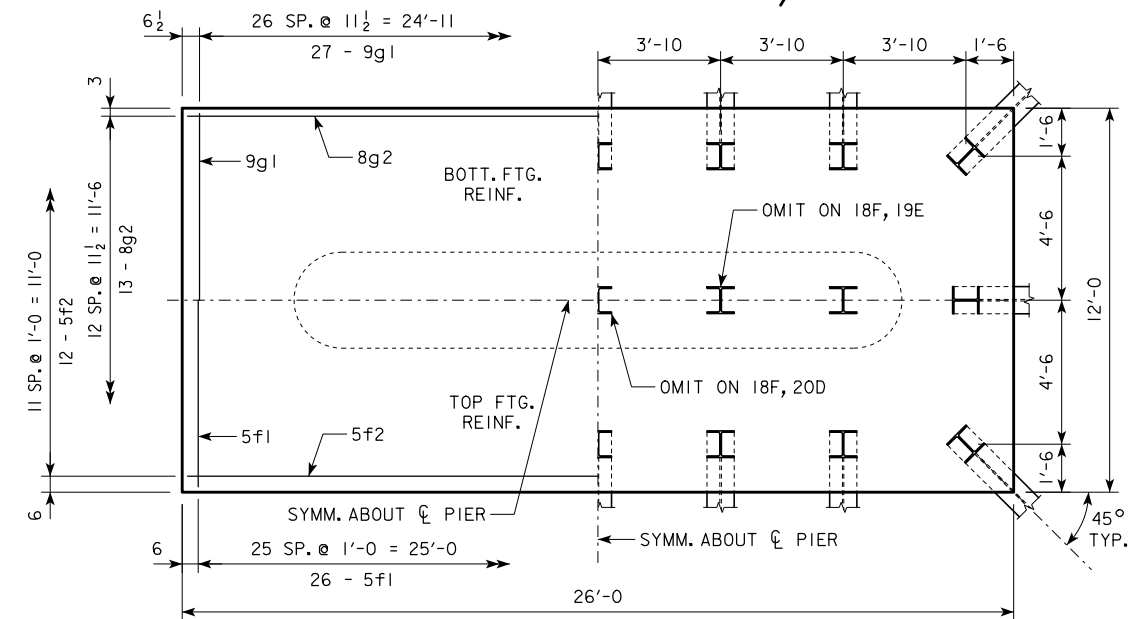 6½
26 SP. @ 11½ = 24'-11
27 - 9g1
3'-10
3'-10
3'-10
1'-6
3
9g1
8g2
BOTT. FTG.
REINF.
1'-6
OMIT ON 18F, 19E
4'-6
11 SP. @ 1'-0 = 11'-0
12 - 5f2
12 SP. @ 11½ = 11'-6
13 - 8g2
12'-0
OMIT ON 18F, 20D
4'-6
TOP FTG.
REINF.
5f1
5f2
1'-6
6
SYMM. ABOUT ℄ PIER
SYMM. ABOUT ℄ PIER
45°
TYP.
6
25 SP. @ 1'-0 = 25'-0
26 - 5f1
26'-0